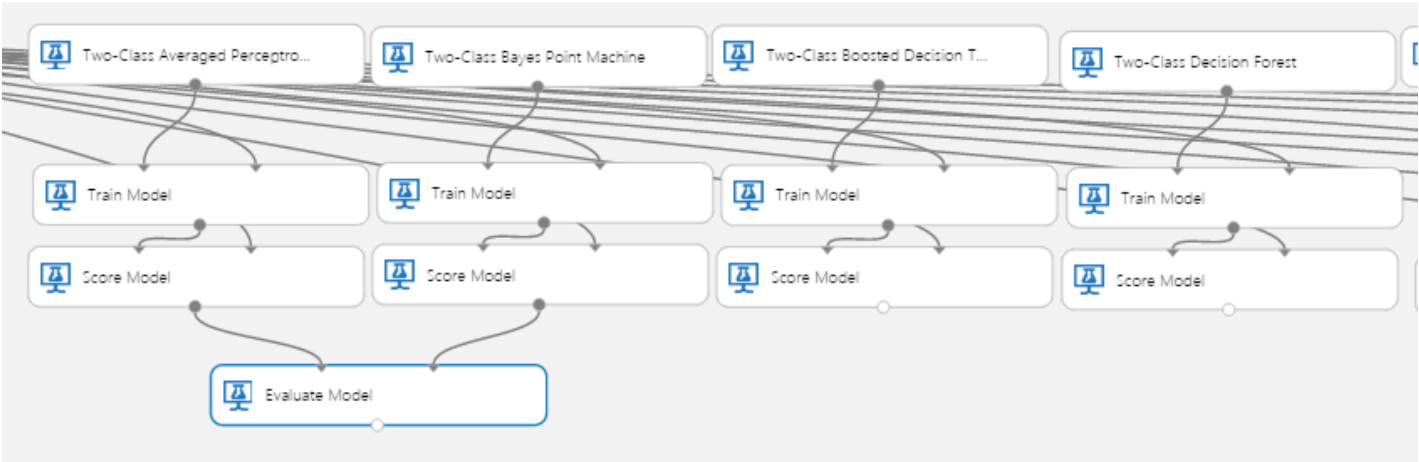 Two-Class Averaged Perceptro...
Two-Class Bayes Point Machine
Two-Class Boosted Decision T...
Two-Class Decision Forest
Train Model
Train Model
Train Model
Train Model
Score Model
Score Model
Score Model
Score Model
Evaluate Model